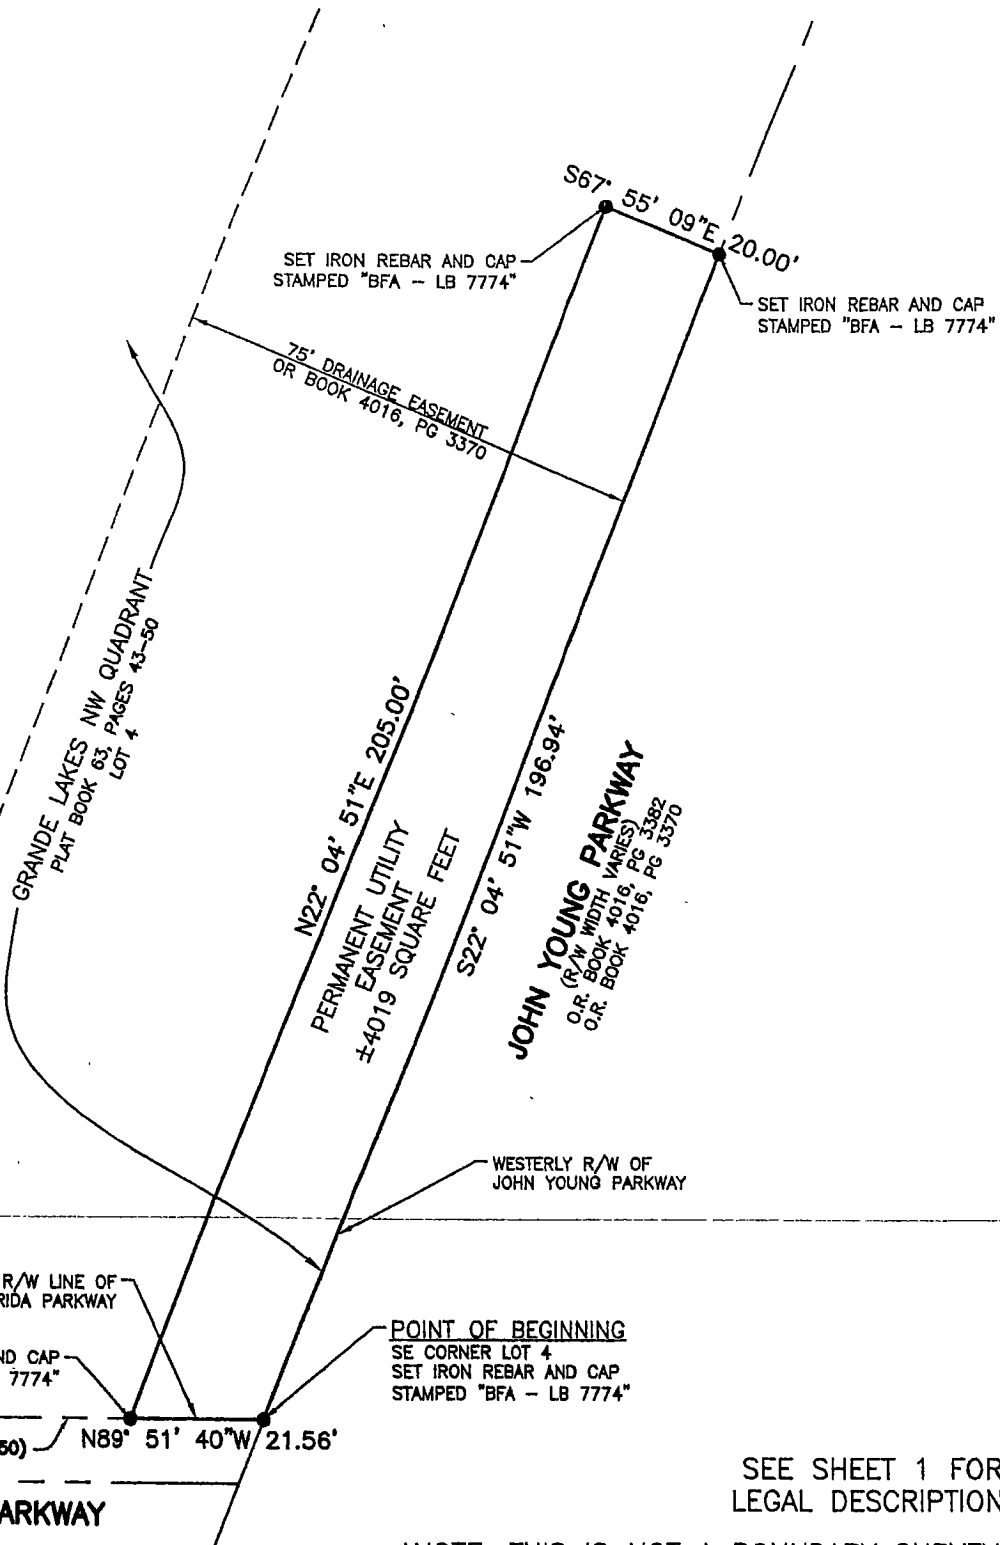 S67° 55' 09"E 20.00'
SET IRON REBAR AND CAP
STAMPED "BFA – LB 7774"
SET IRON REBAR AND CAP
STAMPED "BFA – LB 7774"
75' DRAINAGE EASEMENT
OR BOOK 4016, PG 3370
GRANDE LAKES NW QUADRANT
PLAT BOOK 63, PAGES 43-50
LOT 4
N22° 04' 51"E 205.00'
PERMANENT UTILITY
EASEMENT
±4019 SQUARE FEET
S22° 04' 51"W 196.94'
JOHN YOUNG PARKWAY
(R/W WIDTH VARIES)
O.R. BOOK 4016, PG 3382
O.R. BOOK 4016, PG 3370
WESTERLY R/W OF
JOHN YOUNG PARKWAY
R/W LINE OF
RIDA PARKWAY
ND CAP
7774"
POINT OF BEGINNING
SE CORNER LOT 4
SET IRON REBAR AND CAP
STAMPED "BFA – LB 7774"
N89° 51' 40"W 21.56'
50)
ARKWAY
SEE SHEET 1 FOR
LEGAL DESCRIPTION